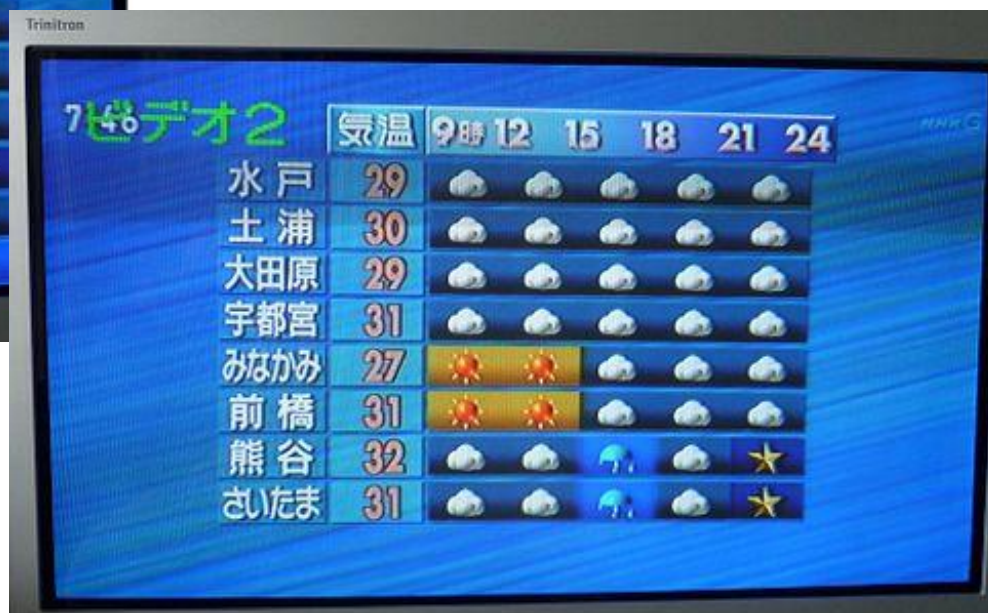 Trinitron
7:46
ビデオ2
気温 9時 12 15 18 21 24
NHK G
水戸 29
土浦 30
大田原 29
宇都宮 31
みなかみ 27
前橋 31
熊谷 32
さいたま 31